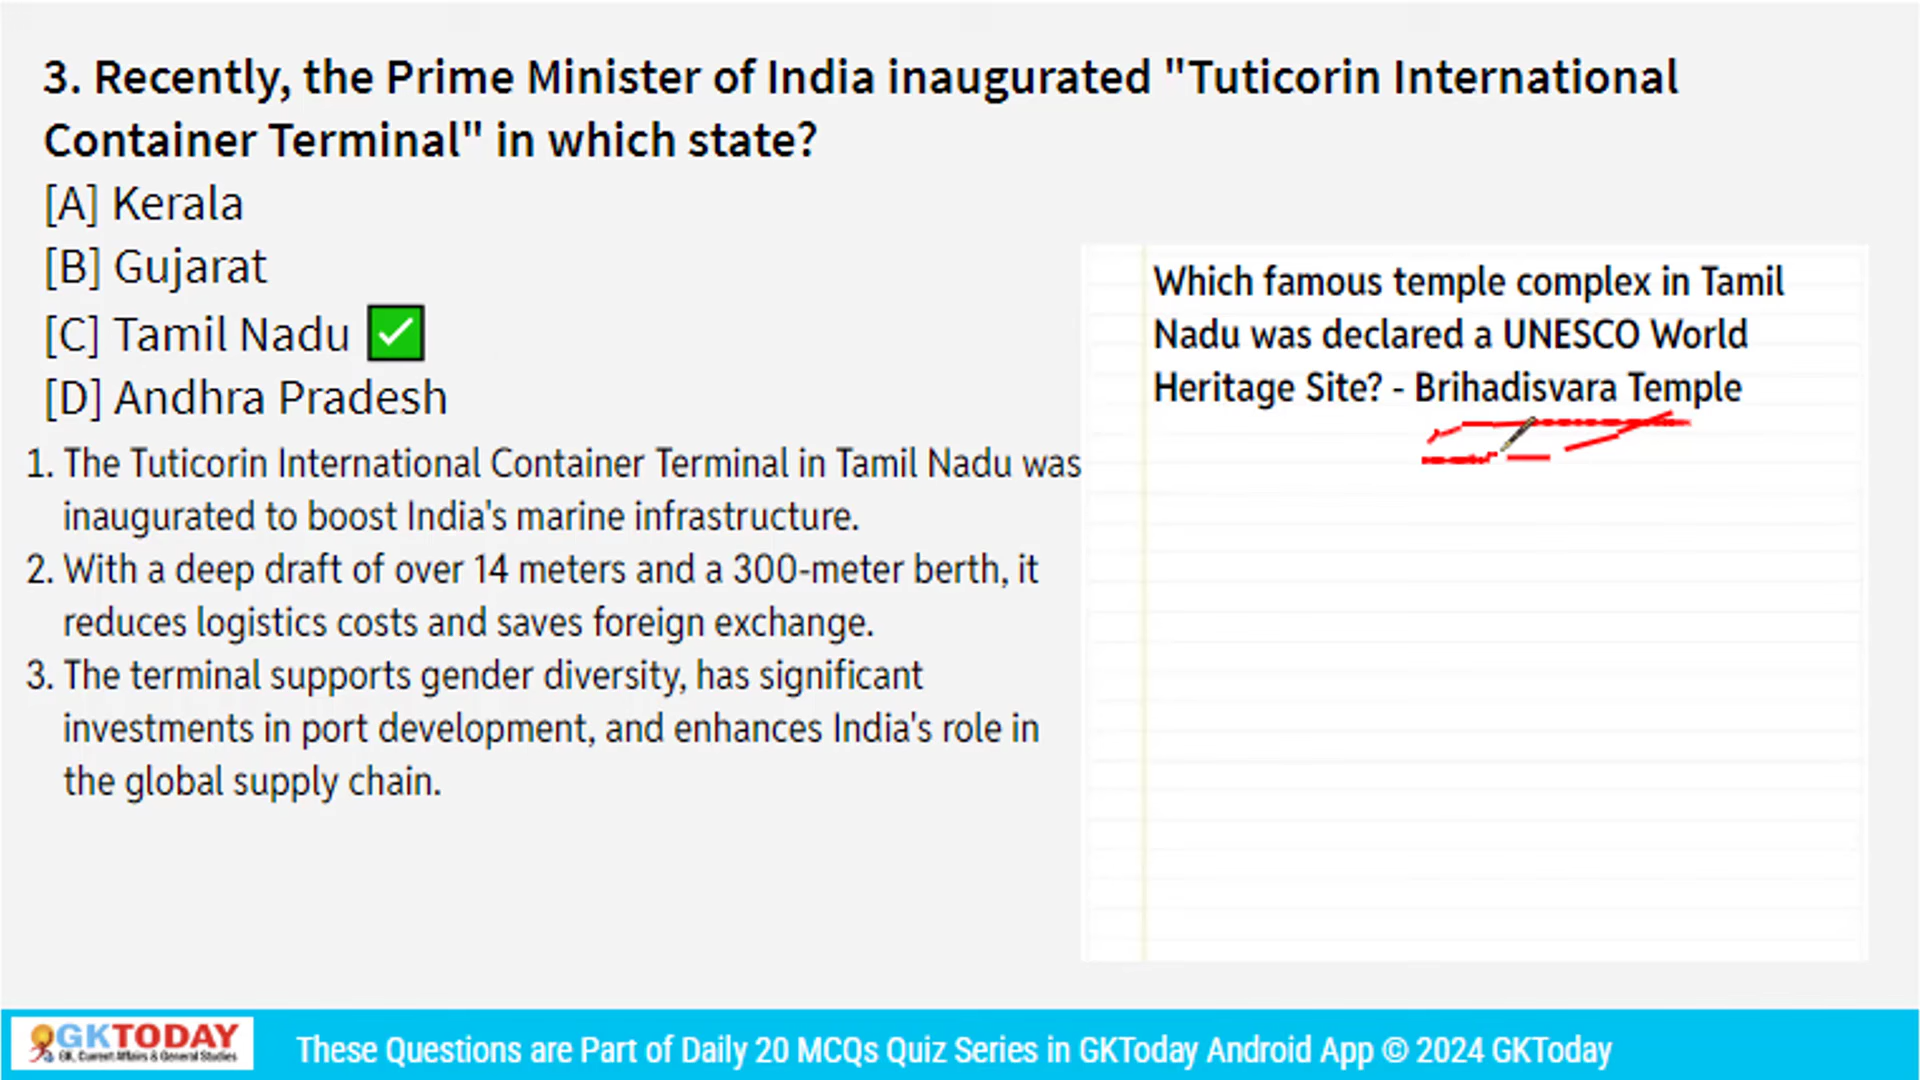 3. Recently, the Prime Minister of India inaugurated "Tuticorin International
Container Terminal" in which state?
[A] Kerala
[B] Gujarat
[C] Tamil Nadu ✅
[D] Andhra Pradesh
1. The Tuticorin International Container Terminal in Tamil Nadu was
inaugurated to boost India's marine infrastructure.
2. With a deep draft of over 14 meters and a 300-meter berth, it
reduces logistics costs and saves foreign exchange.
3. The terminal supports gender diversity, has significant
investments in port development, and enhances India's role in
the global supply chain.
Which famous temple complex in Tamil
Nadu was declared a UNESCO World
Heritage Site? - Brihadisvara Temple
GKTODAY
GK, Current Affairs & General Studies
These Questions are Part of Daily 20 MCQs Quiz Series in GKToday Android App © 2024 GKToday